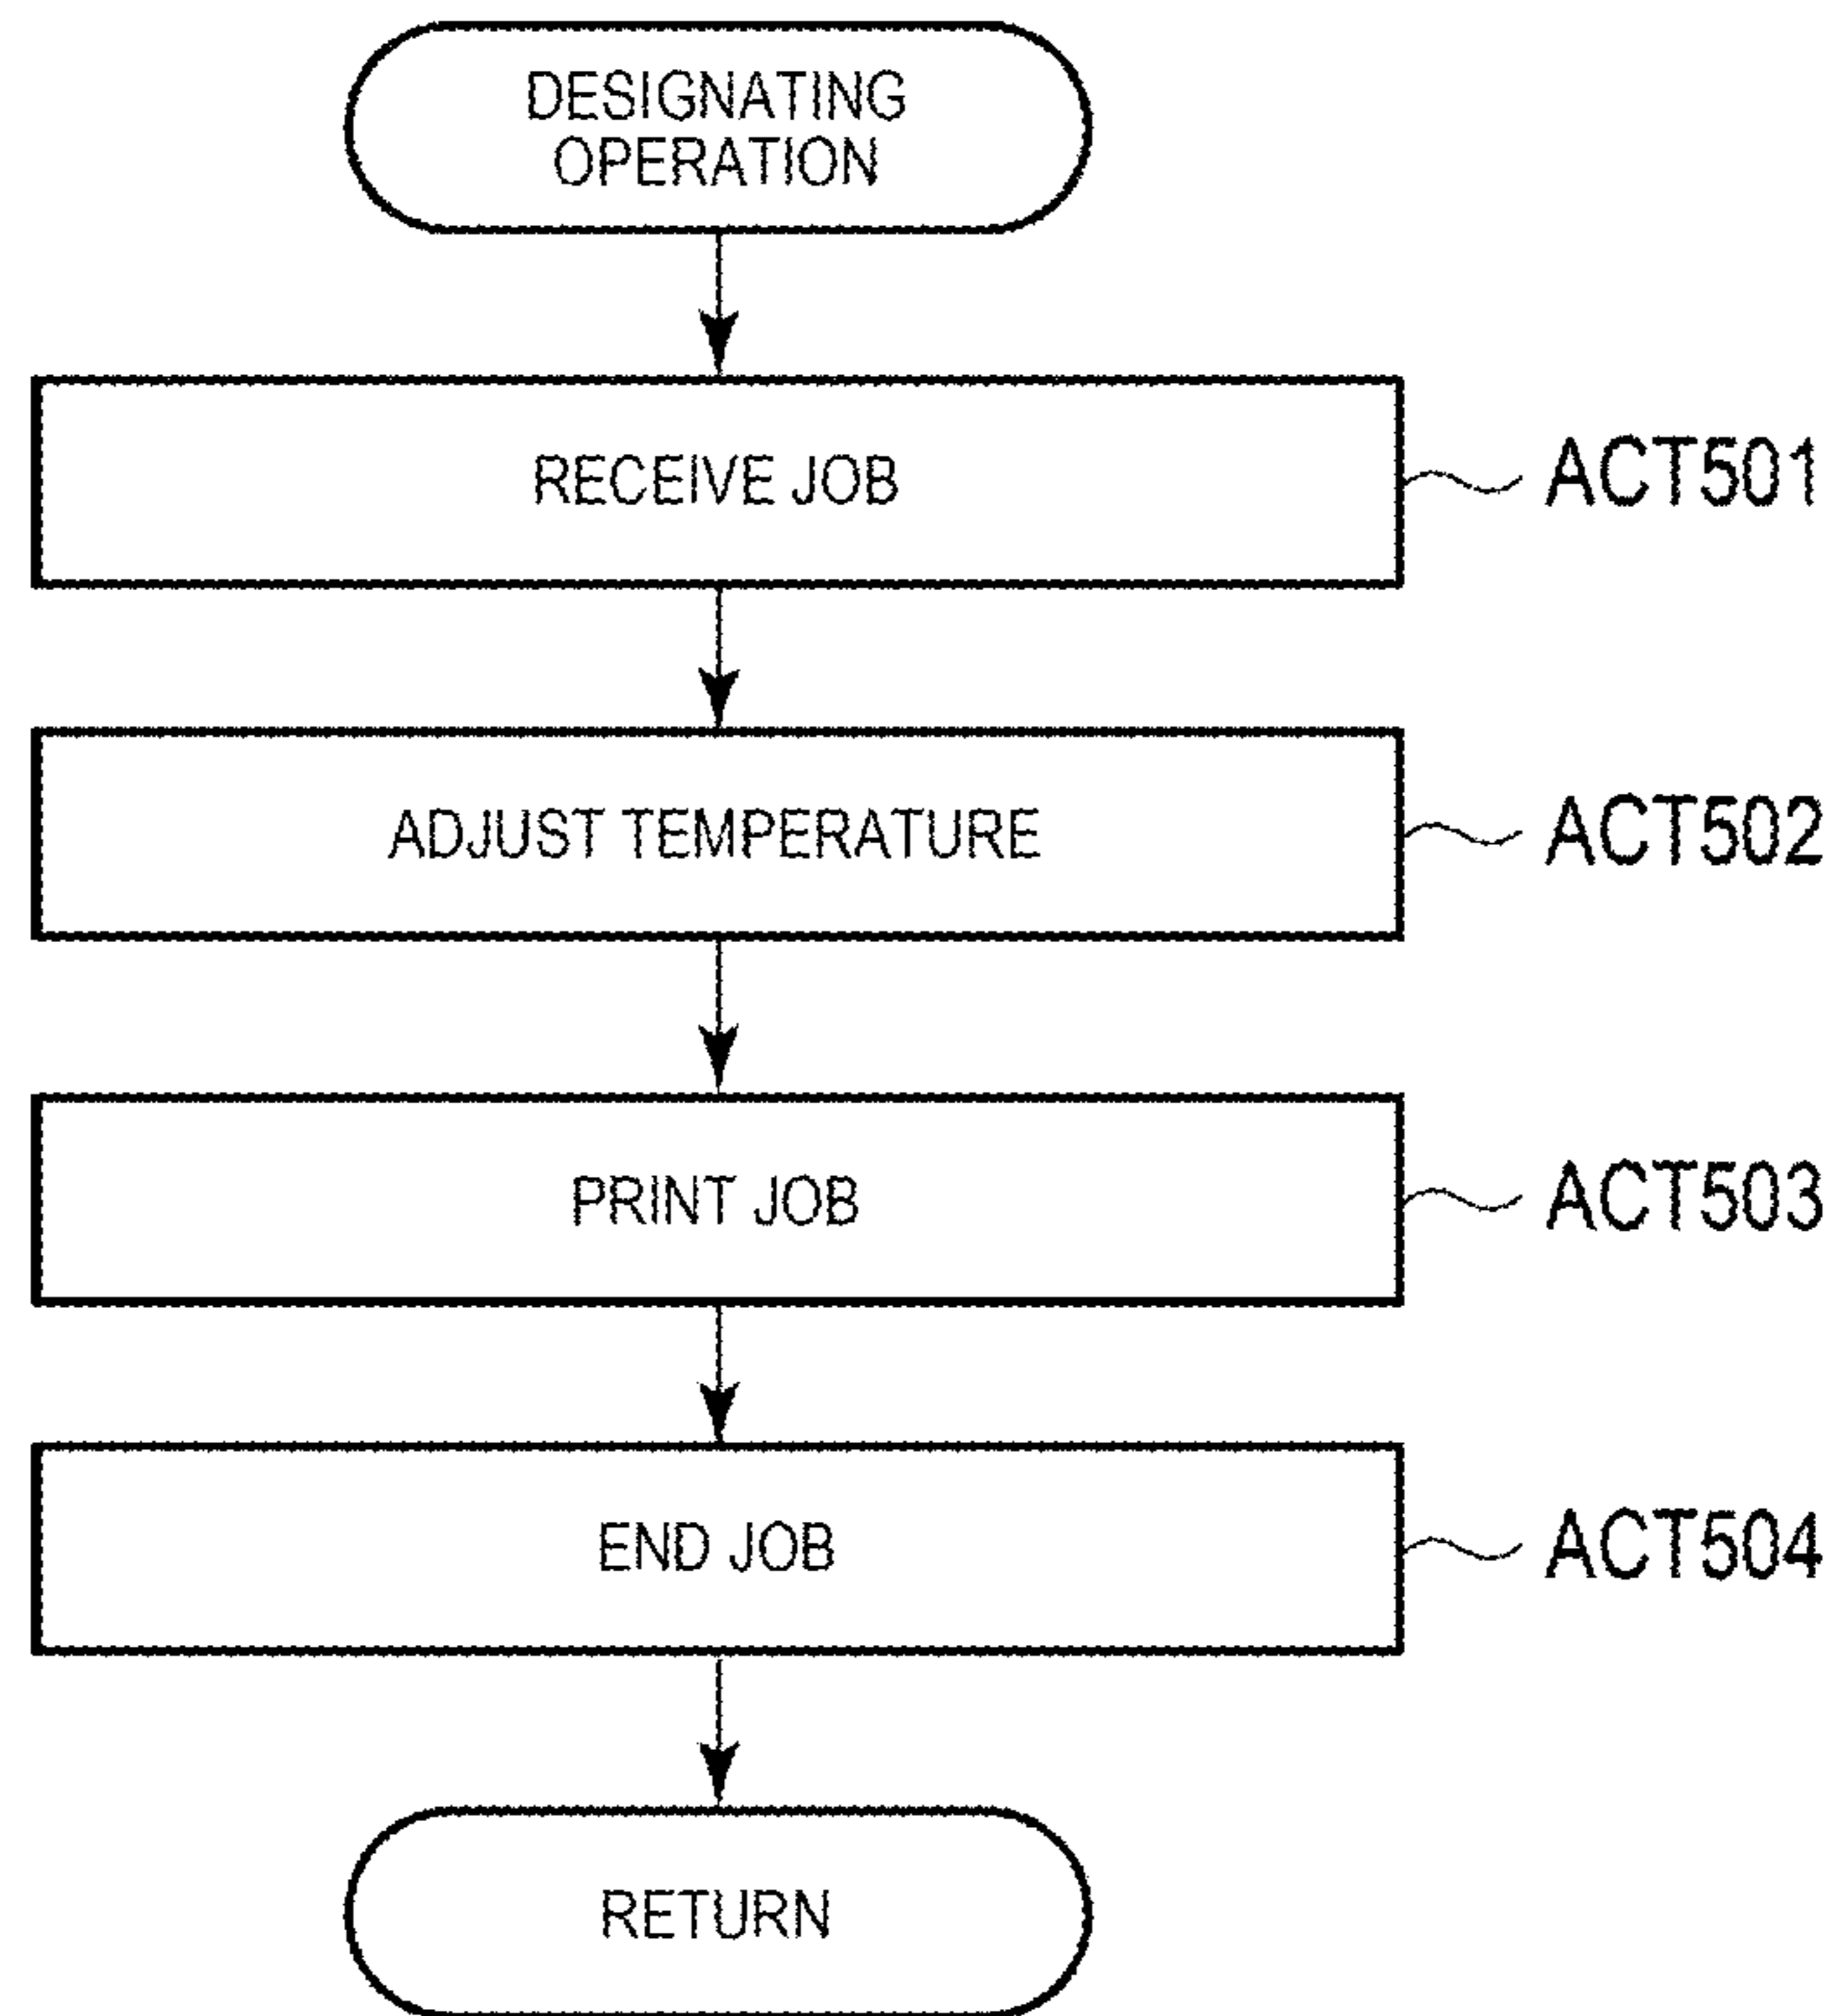 DESIGNATING
OPERATION
RECEIVE JOB
ACT501
ADJUST TEMPERATURE
ACT502
PRINT JOB
ACT503
END JOB
ACT504
RETURN